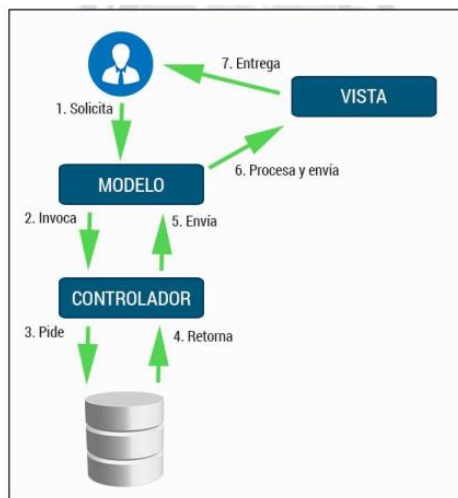 7. Entrega
VISTA
1. Solicita
6. Procesa y envía
MODELO
2. Invoca
5. Envía
CONTROLADOR
3. Pide
4. Retorna